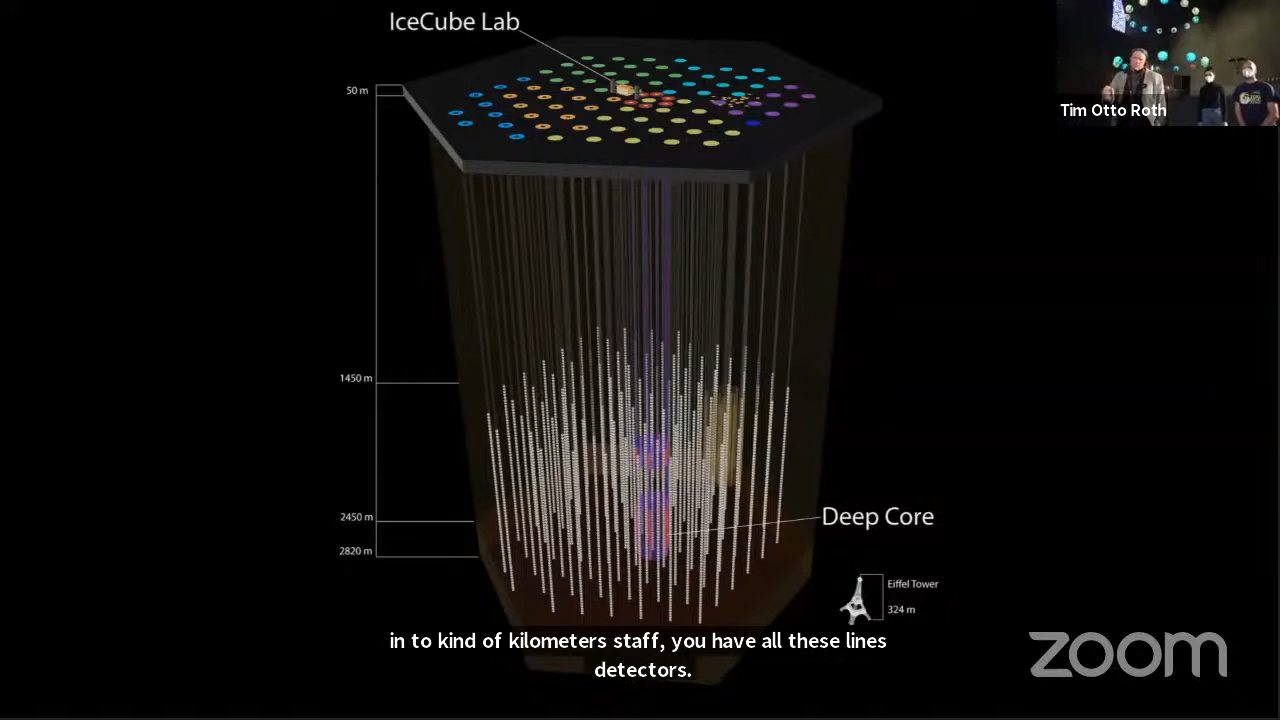 IceCube Lab
50 m
Tim Otto Roth
1450 m
2450 m
Deep Core
2820 m
Eiffel Tower
324 m
in to kind of kilometers staff, you have all these lines
detectors.
zoom